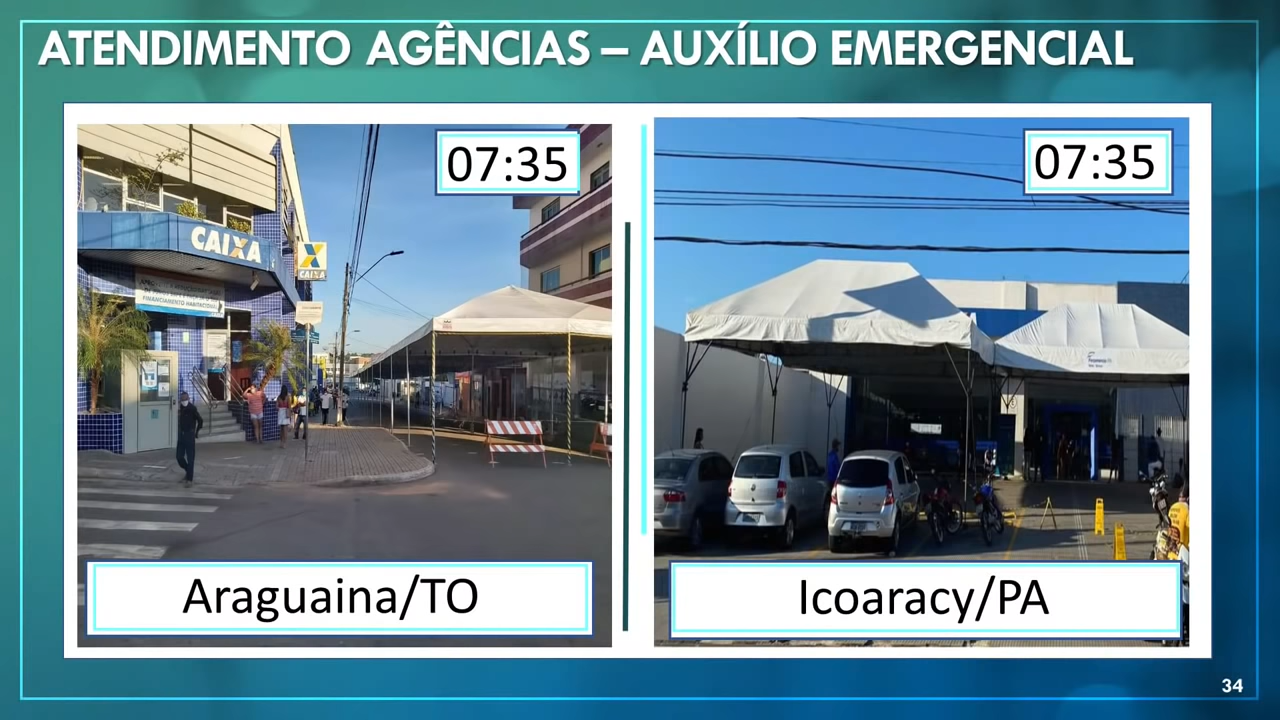 ATENDIMENTO AGÊNCIAS – AUXÍLIO EMERGENCIAL
07:35
07:35
CAIXA
CAIXA
FINANCIAMENTO HABITACIONAL
Araguaina/TO
Icoaracy/PA
34